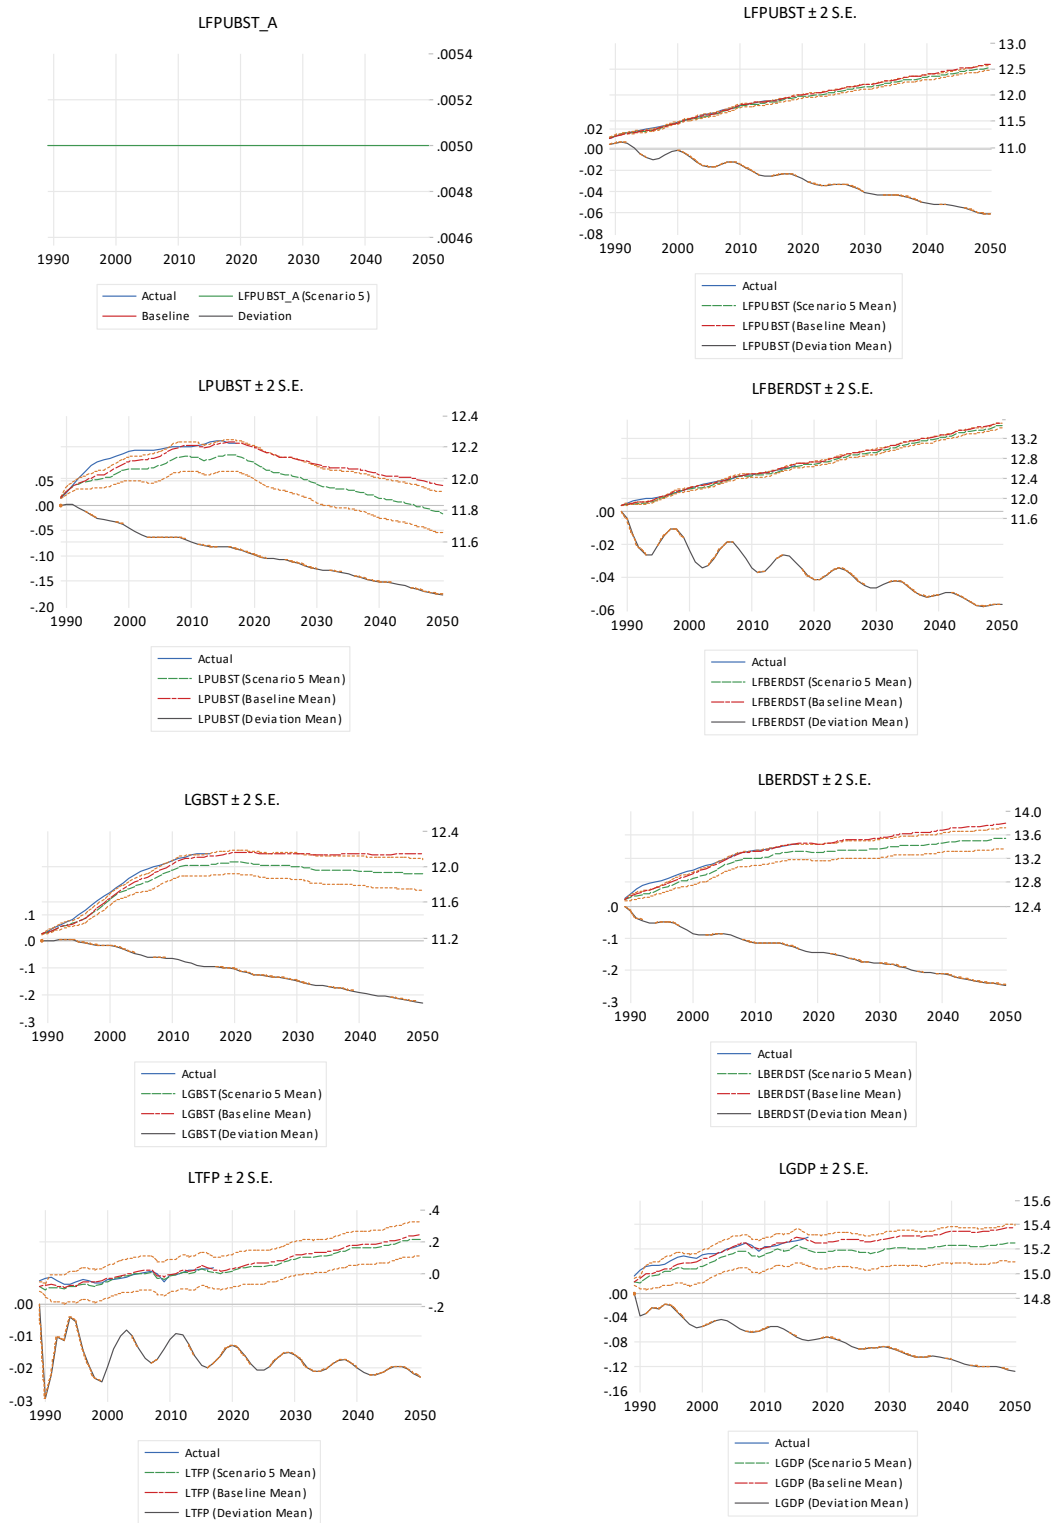 LFPUBST_A
.0054
.0052
.0050
.0048
.0046
1990 2000 2010 2020 2030 2040 2050
Actual LFPUBST_A (Scenario 5)
Baseline Deviation
LFPUBST ± 2 S.E.
13.0
12.5
12.0
11.5
11.0
.02
.00
-.02
-.04
-.06
-.08
1990 2000 2010 2020 2030 2040 2050
Actual
LFPUBST (Scenario 5 Mean)
LFPUBST (Baseline Mean)
LFPUBST (Deviation Mean)
LPUBST ± 2 S.E.
12.4
12.2
12.0
11.8
11.6
.05
.00
-.05
-.10
-.15
-.20
1990 2000 2010 2020 2030 2040 2050
Actual
LPUBST (Scenario 5 Mean)
LPUBST (Baseline Mean)
LPUBST (Deviation Mean)
LFBERDST ± 2 S.E.
13.2
12.8
12.4
12.0
11.6
.00
-.02
-.04
-.06
1990 2000 2010 2020 2030 2040 2050
Actual
LFBERDST (Scenario 5 Mean)
LFBERDST (Baseline Mean)
LFBERDST (Deviation Mean)
LGBST ± 2 S.E.
12.4
12.0
11.6
11.2
.1
.0
-.1
-.2
-.3
1990 2000 2010 2020 2030 2040 2050
Actual
LGBST (Scenario 5 Mean)
LGBST (Baseline Mean)
LGBST (Deviation Mean)
LBERDST ± 2 S.E.
14.0
13.6
13.2
12.8
12.4
.0
-.1
-.2
-.3
1990 2000 2010 2020 2030 2040 2050
Actual
LBERDST (Scenario 5 Mean)
LBERDST (Baseline Mean)
LBERDST (Deviation Mean)
LTFP ± 2 S.E.
.4
.2
.0
-.2
.00
-.01
-.02
-.03
1990 2000 2010 2020 2030 2040 2050
Actual
LTFP (Scenario 5 Mean)
LTFP (Baseline Mean)
LTFP (Deviation Mean)
LGDP ± 2 S.E.
15.6
15.4
15.2
15.0
14.8
.00
-.04
-.08
-.12
-.16
1990 2000 2010 2020 2030 2040 2050
Actual
LGDP (Scenario 5 Mean)
LGDP (Baseline Mean)
LGDP (Deviation Mean)